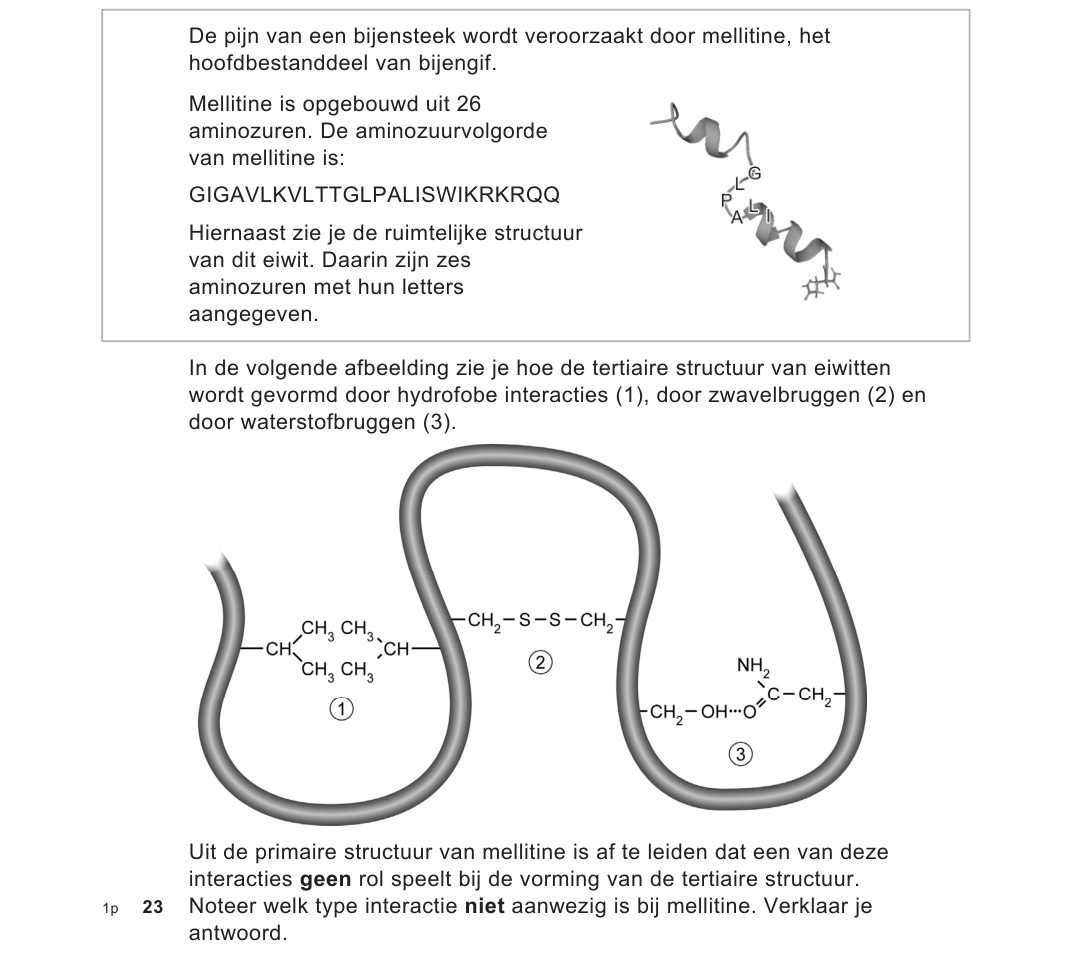 De pijn van een bijensteek wordt veroorzaakt door mellitine, het
hoofdbestanddeel van bijengif.
Mellitine is opgebouwd uit 26
aminozuren. De aminozuurvolgorde
van mellitine is:
GIGAVLKVLTTGLPALISWIKRKRQQ
Hiernaast zie je de ruimtelijke structuur
van dit eiwit. Daarin zijn zes
aminozuren met hun letters
aangegeven.
G
L
P
A
L
I
In de volgende afbeelding zie je hoe de tertiaire structuur van eiwitten
wordt gevormd door hydrofobe interacties (1), door zwavelbruggen (2) en
door waterstofbruggen (3).
CH3 CH3
CH CH
CH3 CH3
1
CH2–S–S–CH2
2
NH2
C–CH2
CH2–OH···O
3
Uit de primaire structuur van mellitine is af te leiden dat een van deze
interacties geen rol speelt bij de vorming van de tertiaire structuur.
1p 23 Noteer welk type interactie niet aanwezig is bij mellitine. Verklaar je
antwoord.